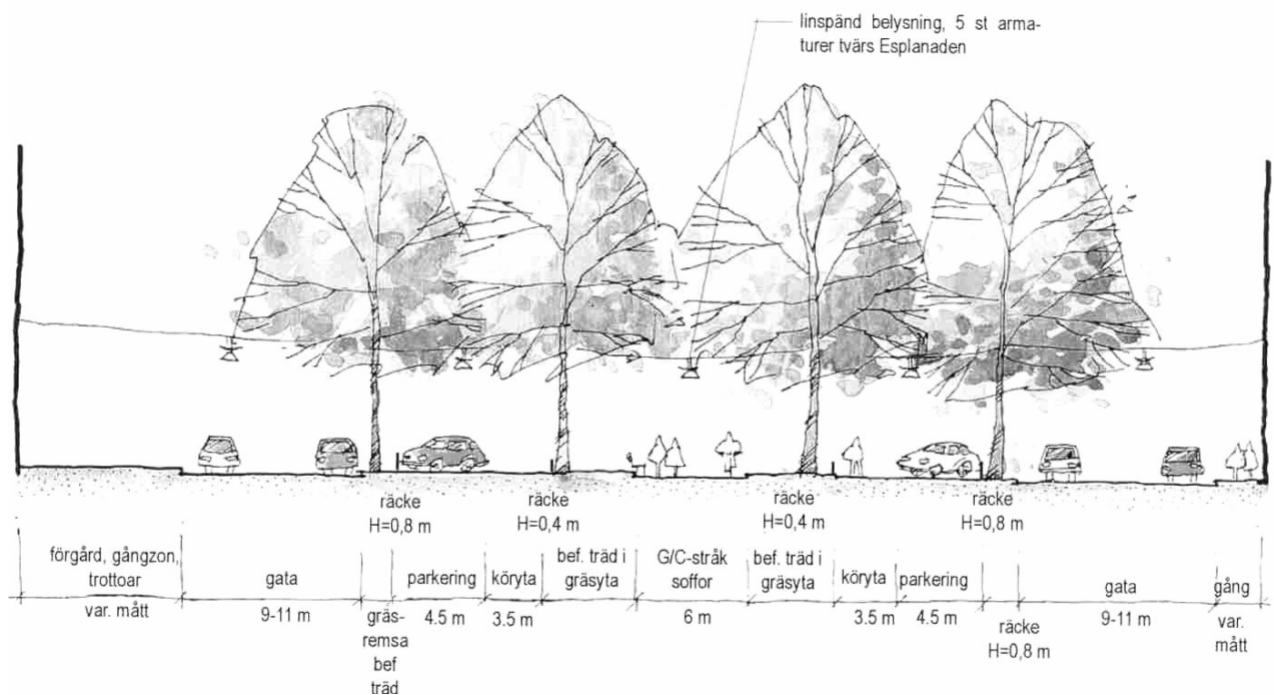 linspänd belysning, 5 st arma-
turer tvärs Esplanaden
räcke
H=0,8 m
räcke
H=0,4 m
räcke
H=0,4 m
räcke
H=0,8 m
förgård, gångzon,
trottoar
var. mått
gata
9-11 m
gräs-
remsa
bef
träd
parkering
4.5 m
köryta
3.5 m
bef. träd i
gräsyta
G/C-stråk
soffor
6 m
bef. träd i
gräsyta
köryta
3.5 m
parkering
4.5 m
räcke
H=0,8 m
gata
9-11 m
gång
var.
mått